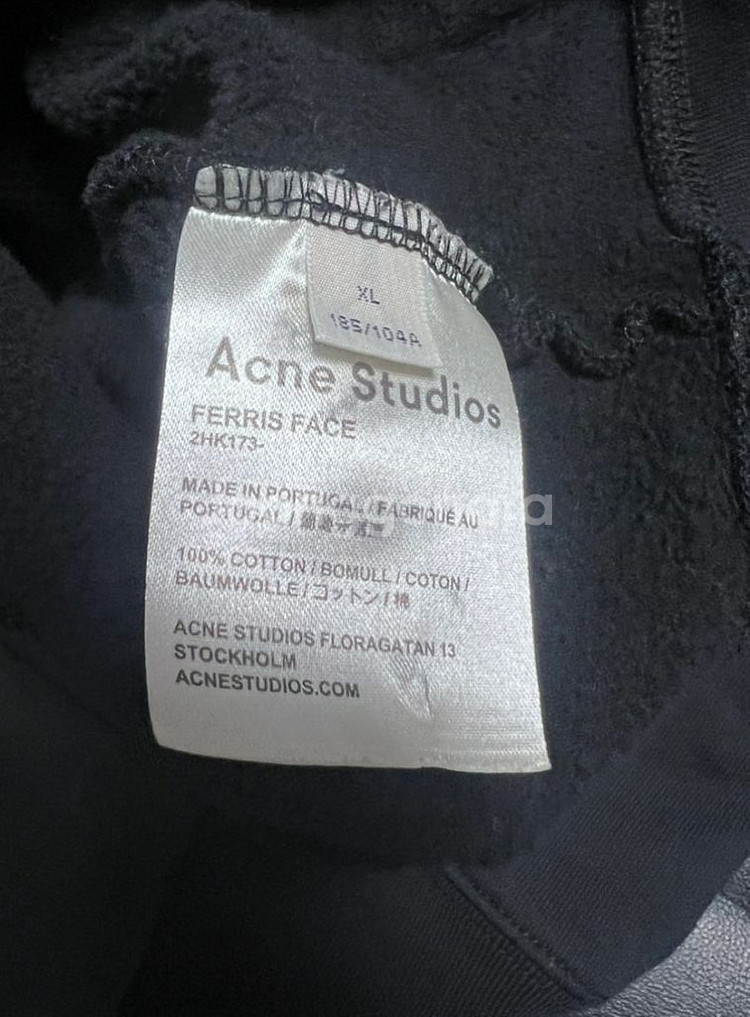 XL
185/104A
Acne Studios
FERRIS FACE
2HK173-
MADE IN PORTUGAL / FABRIQUÉ AU
PORTUGAL /
100% COTTON / BOMULL / COTON /
BAUMWOLLE / コットン / 棉
ACNE STUDIOS FLORAGATAN 13
STOCKHOLM
ACNESTUDIOS.COM